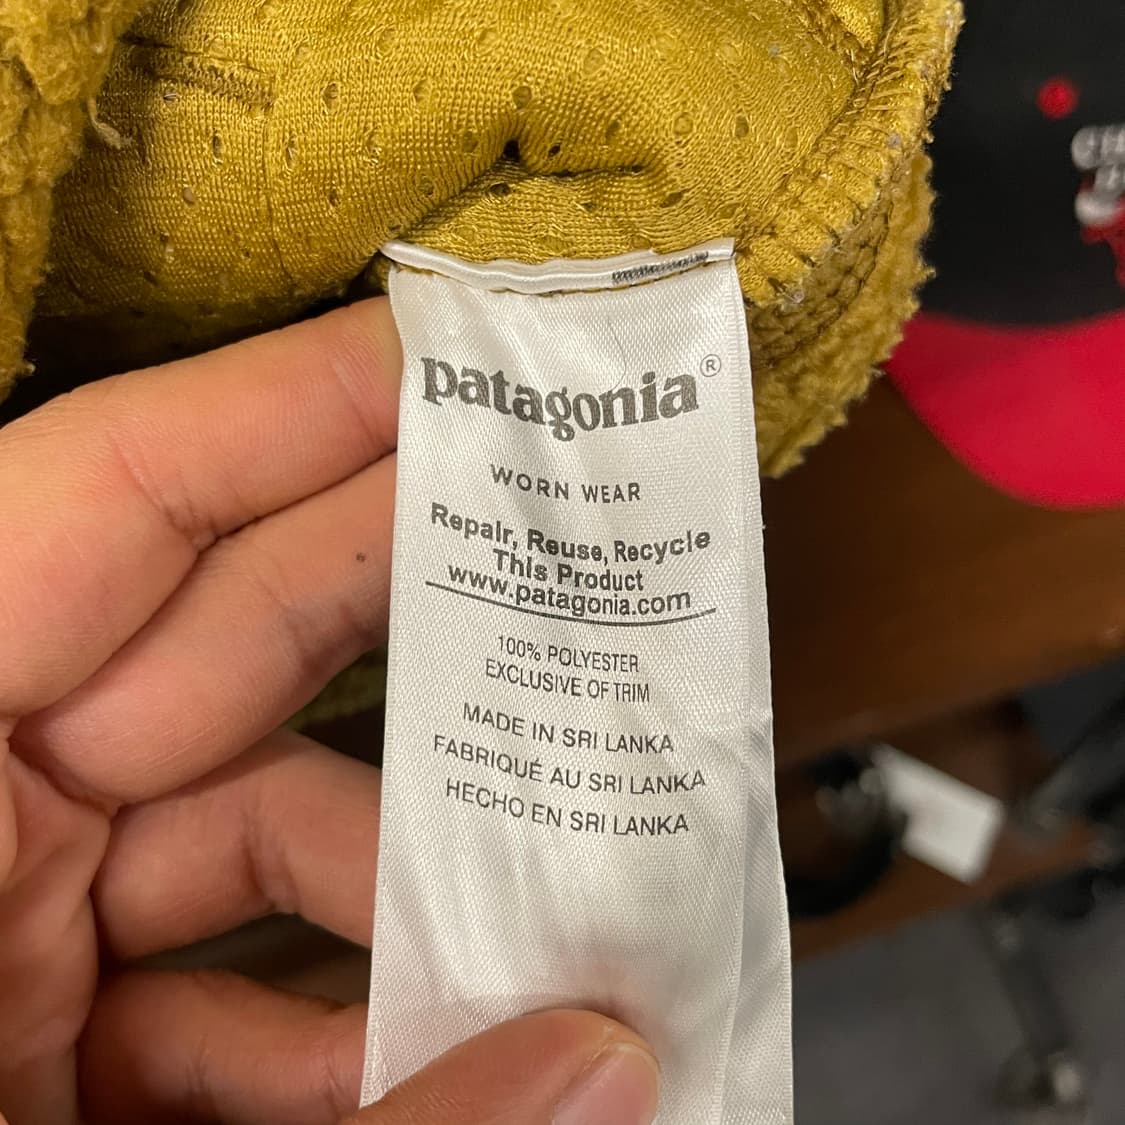 patagonia®
WORN WEAR
Repair, Reuse, Recycle
This Product
www.patagonia.com
100% POLYESTER
EXCLUSIVE OF TRIM
MADE IN SRI LANKA
FABRIQUÉ AU SRI LANKA
HECHO EN SRI LANKA